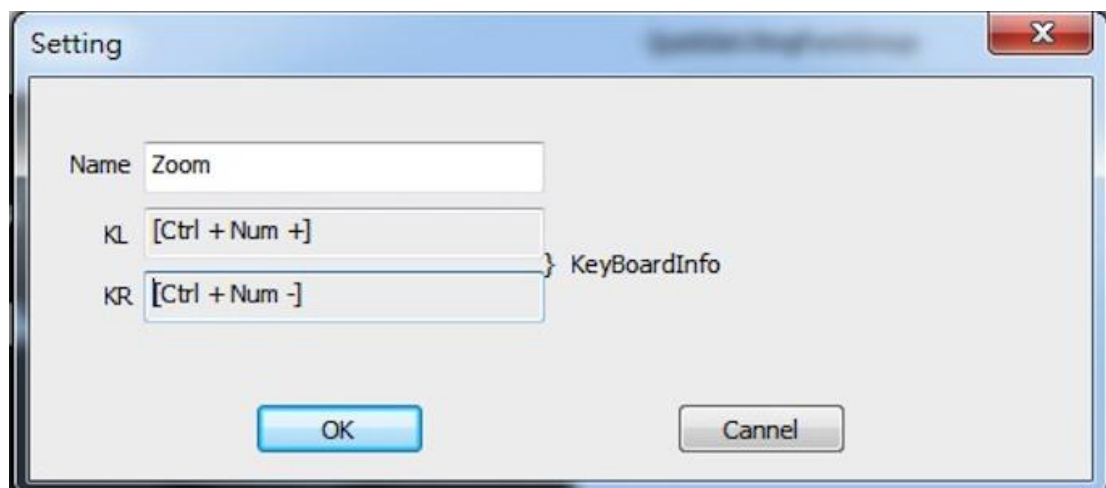 Setting
Name Zoom
KL [Ctrl + Num +]
} KeyBoardInfo
KR [Ctrl + Num -]
OK Cannel